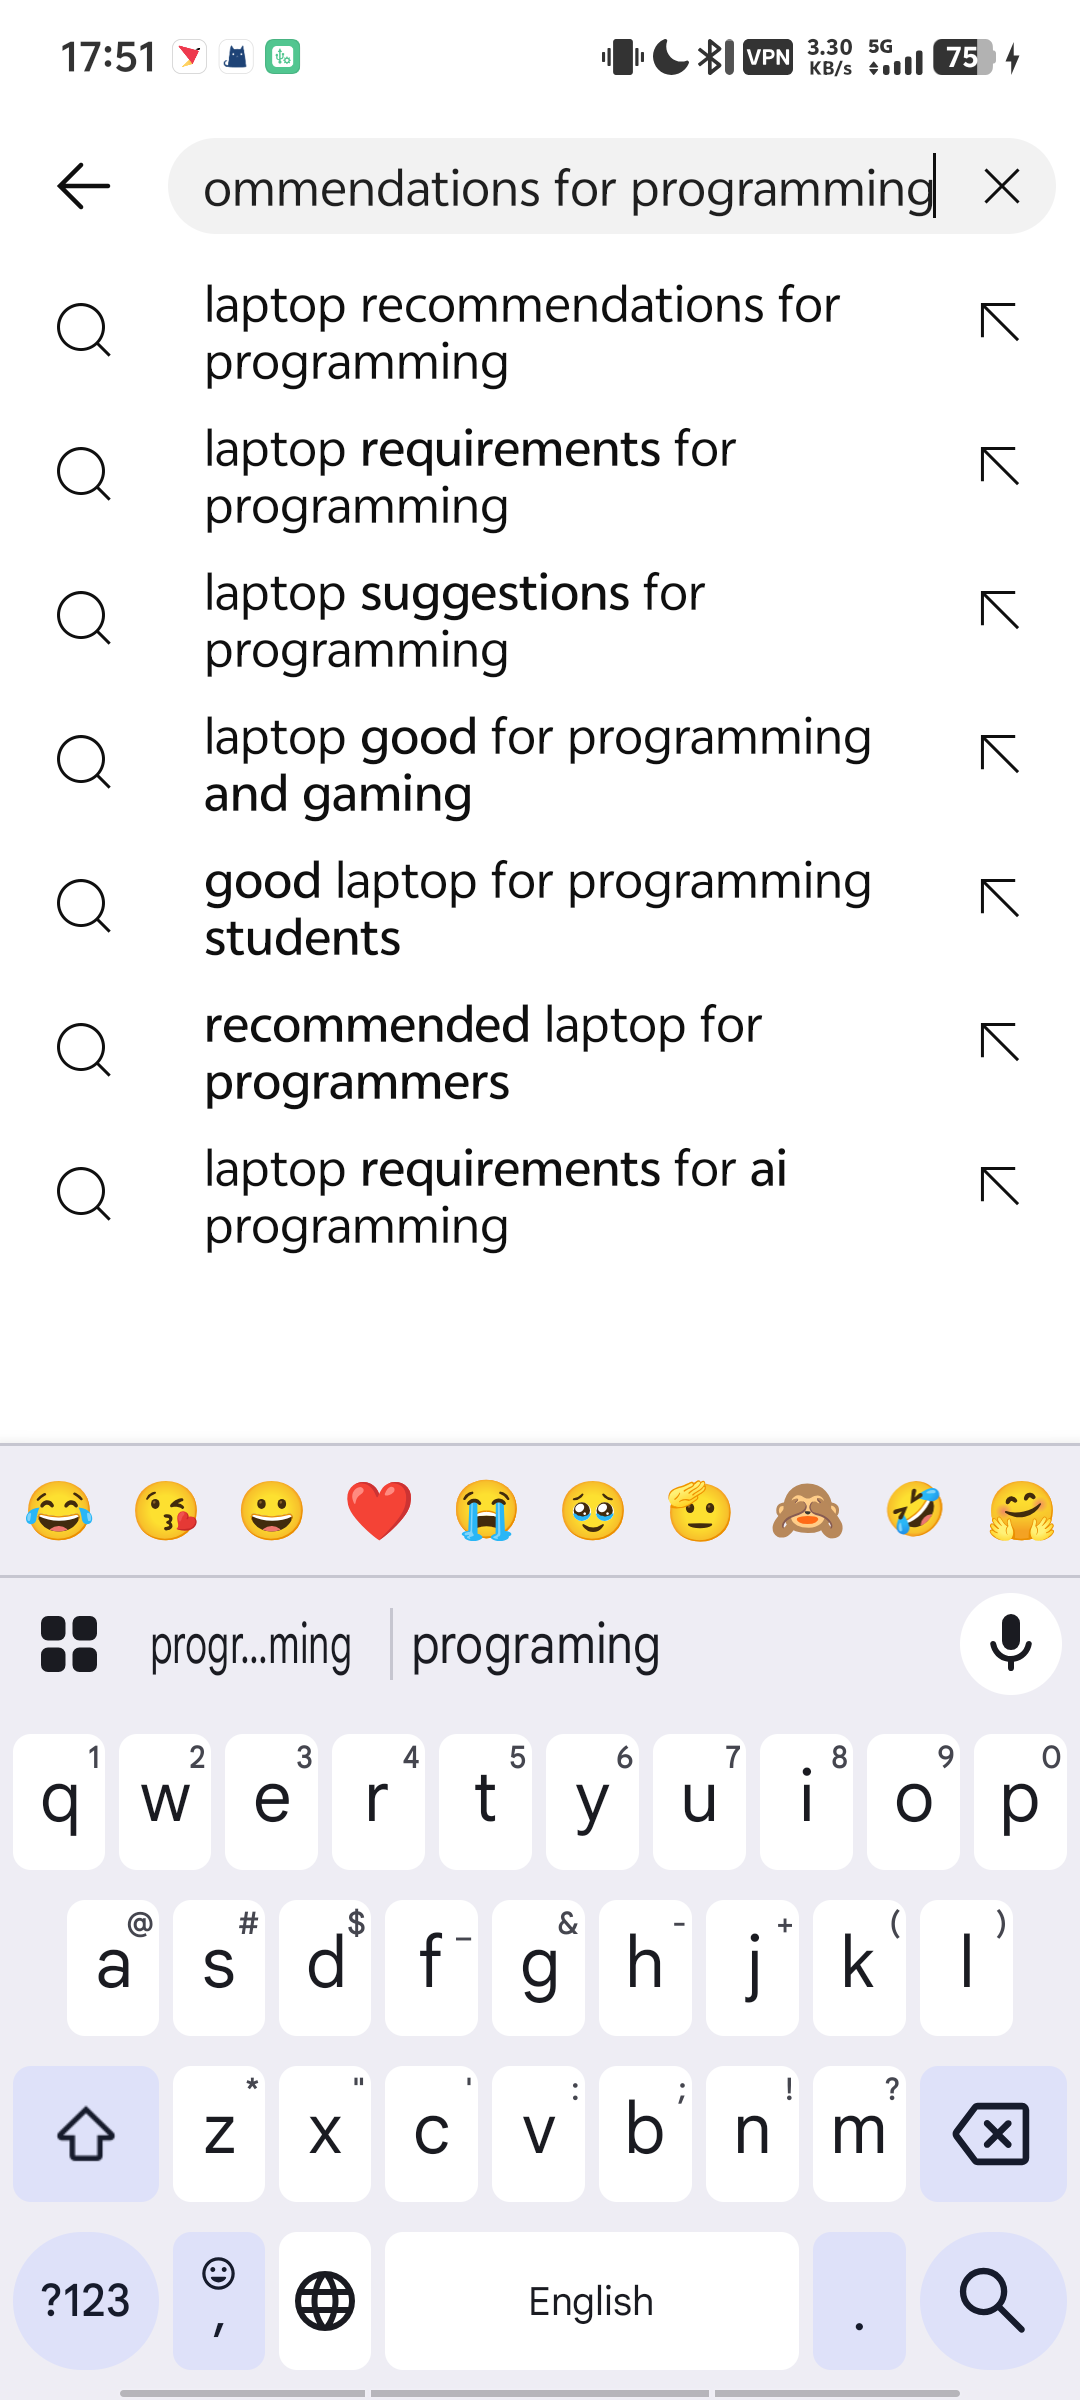 17:51 VPN 3.30 KB/s 5G 75
ommendations for programming
laptop recommendations for
programming
laptop requirements for
programming
laptop suggestions for
programming
laptop good for programming
and gaming
good laptop for programming
students
recommended laptop for
programmers
laptop requirements for ai
programming
progr...ming programing
1 2 3 4 5 6 7 8 9 0
q w e r t y u i o p
@ # $ _ & - + ( )
a s d f g h j k l
* " ' : ; ! ?
z x c v b n m
?123 , English .